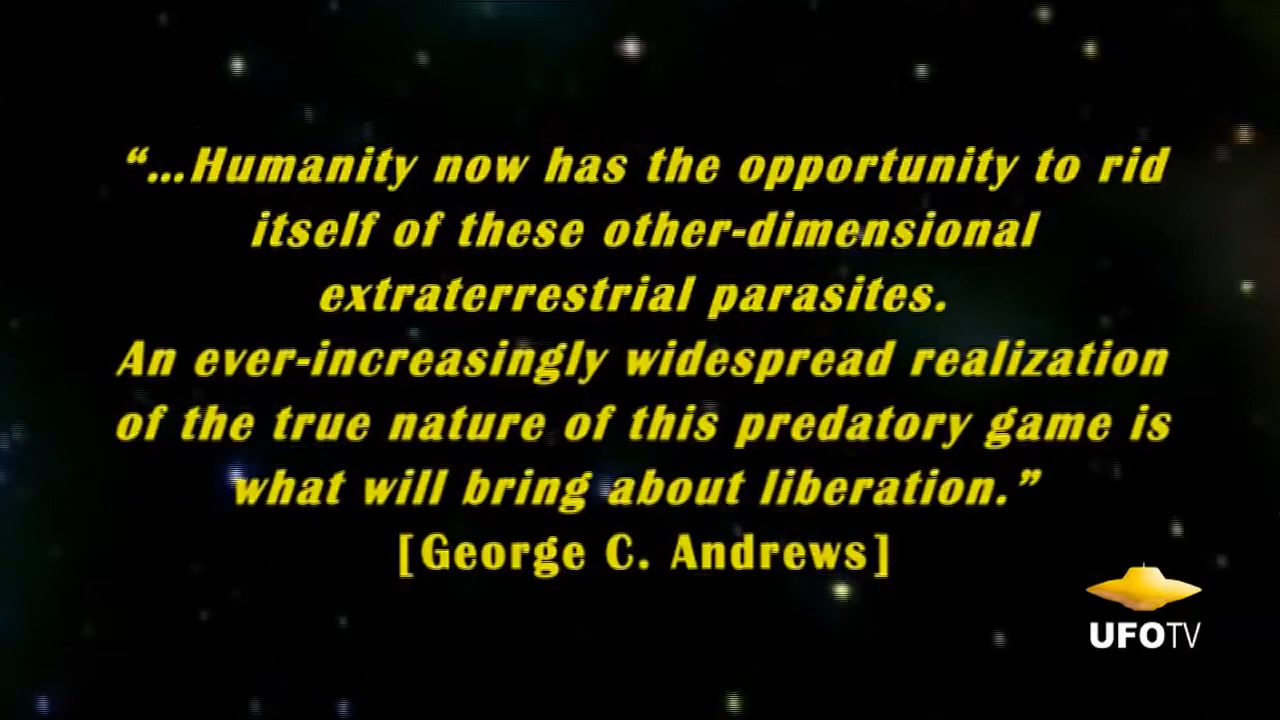 “...Humanity now has the opportunity to rid
itself of these other-dimensional
extraterrestrial parasites.
An ever-increasingly widespread realization
of the true nature of this predatory game is
what will bring about liberation.”
[George C. Andrews]
UFOTV